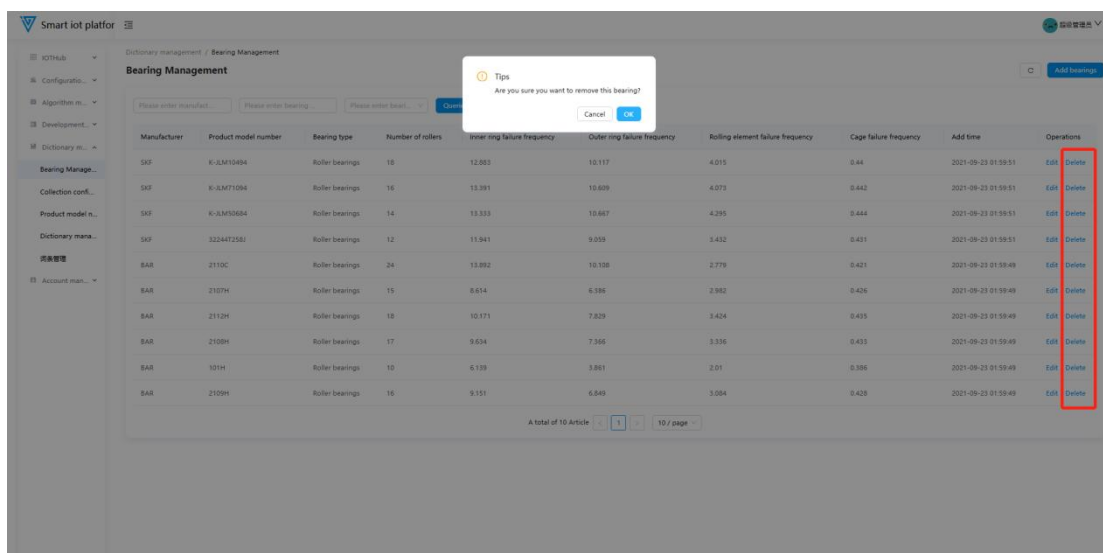 Smart iot platfor
超级管理员
IOTHub
Configuratio...
Algorithm m...
Development...
Dictionary m...
Bearing Manage...
Collection confi...
Product model n...
Dictionary mana...
词条管理
Account man...
Dictionary management / Bearing Management
Bearing Management
Add bearings
Tips
Are you sure you want to remove this bearing?
Cancel OK
Please enter manufact... Please enter bearing ... Please enter beari...
Manufacturer Product model number Bearing type Number of rollers Inner ring failure frequency Outer ring failure frequency Rolling element failure frequency Cage failure frequency Add time Operations
SKF K-JLM10494 Roller bearings 18 12.883 10.117 4.015 0.44 2021-09-23 01:59:51 Edit Delete
SKF K-JLM71094 Roller bearings 16 13.391 10.609 4.073 0.442 2021-09-23 01:59:51 Edit Delete
SKF K-JLM50684 Roller bearings 14 13.333 10.667 4.295 0.444 2021-09-23 01:59:51 Edit Delete
SKF Roller bearings 12 11.941 9.059 3.432 0.431 2021-09-23 01:59:51 Edit Delete
BAR 2110C Roller bearings 24 13.892 10.108 2.779 0.421 2021-09-23 01:59:49 Edit Delete
BAR 2107H Roller bearings 15 8.614 6.386 2.982 0.426 2021-09-23 01:59:49 Edit Delete
BAR 2112H Roller bearings 18 10.171 7.829 3.424 0.435 2021-09-23 01:59:49 Edit Delete
BAR 2108H Roller bearings 17 9.634 7.366 3.336 0.433 2021-09-23 01:59:49 Edit Delete
BAR 101H Roller bearings 10 6.139 3.861 2.01 0.386 2021-09-23 01:59:49 Edit Delete
BAR 2109H Roller bearings 16 9.151 6.849 3.084 0.428 2021-09-23 01:59:49 Edit Delete
A total of 10 Article < 1 > 10 / page